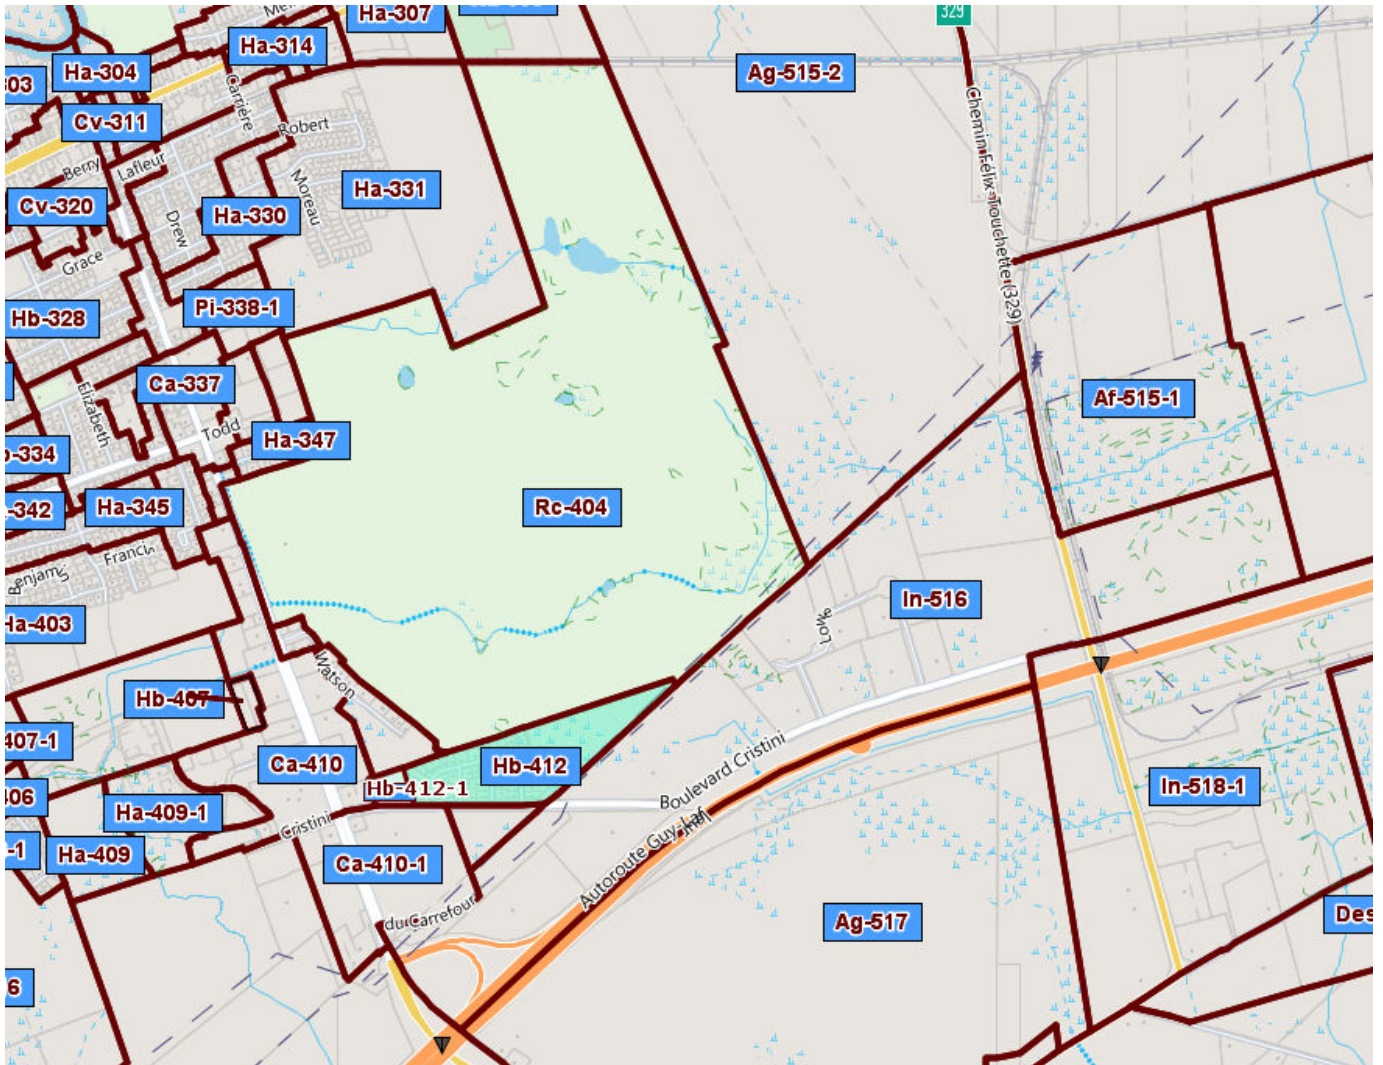 Ha-307
329
Ha-314
Ha-304
Ag-515-2
Carrière
Cv-311
Robert
Chemin Félix-Touchette (329)
Berry
Lafleur
Ha-331
Moreau
Cv-320
Ha-330
Drew
Grace
Pi-338-1
Hb-328
Ca-337
Elizabeth
Af-515-1
Todd
Ha-347
-334
-342
Ha-345
Rc-404
Francis
Ha-403
In-516
Lowe
Watson
Hb-407
407-1
Ca-410
Hb-412
Hb-412-1
Boulevard Cristini
In-518-1
Ha-409-1
Cristini
Ha-409
-1
Ca-410-1
Autoroute Guy-Laf
du Carrefour
Ag-517
Des
6